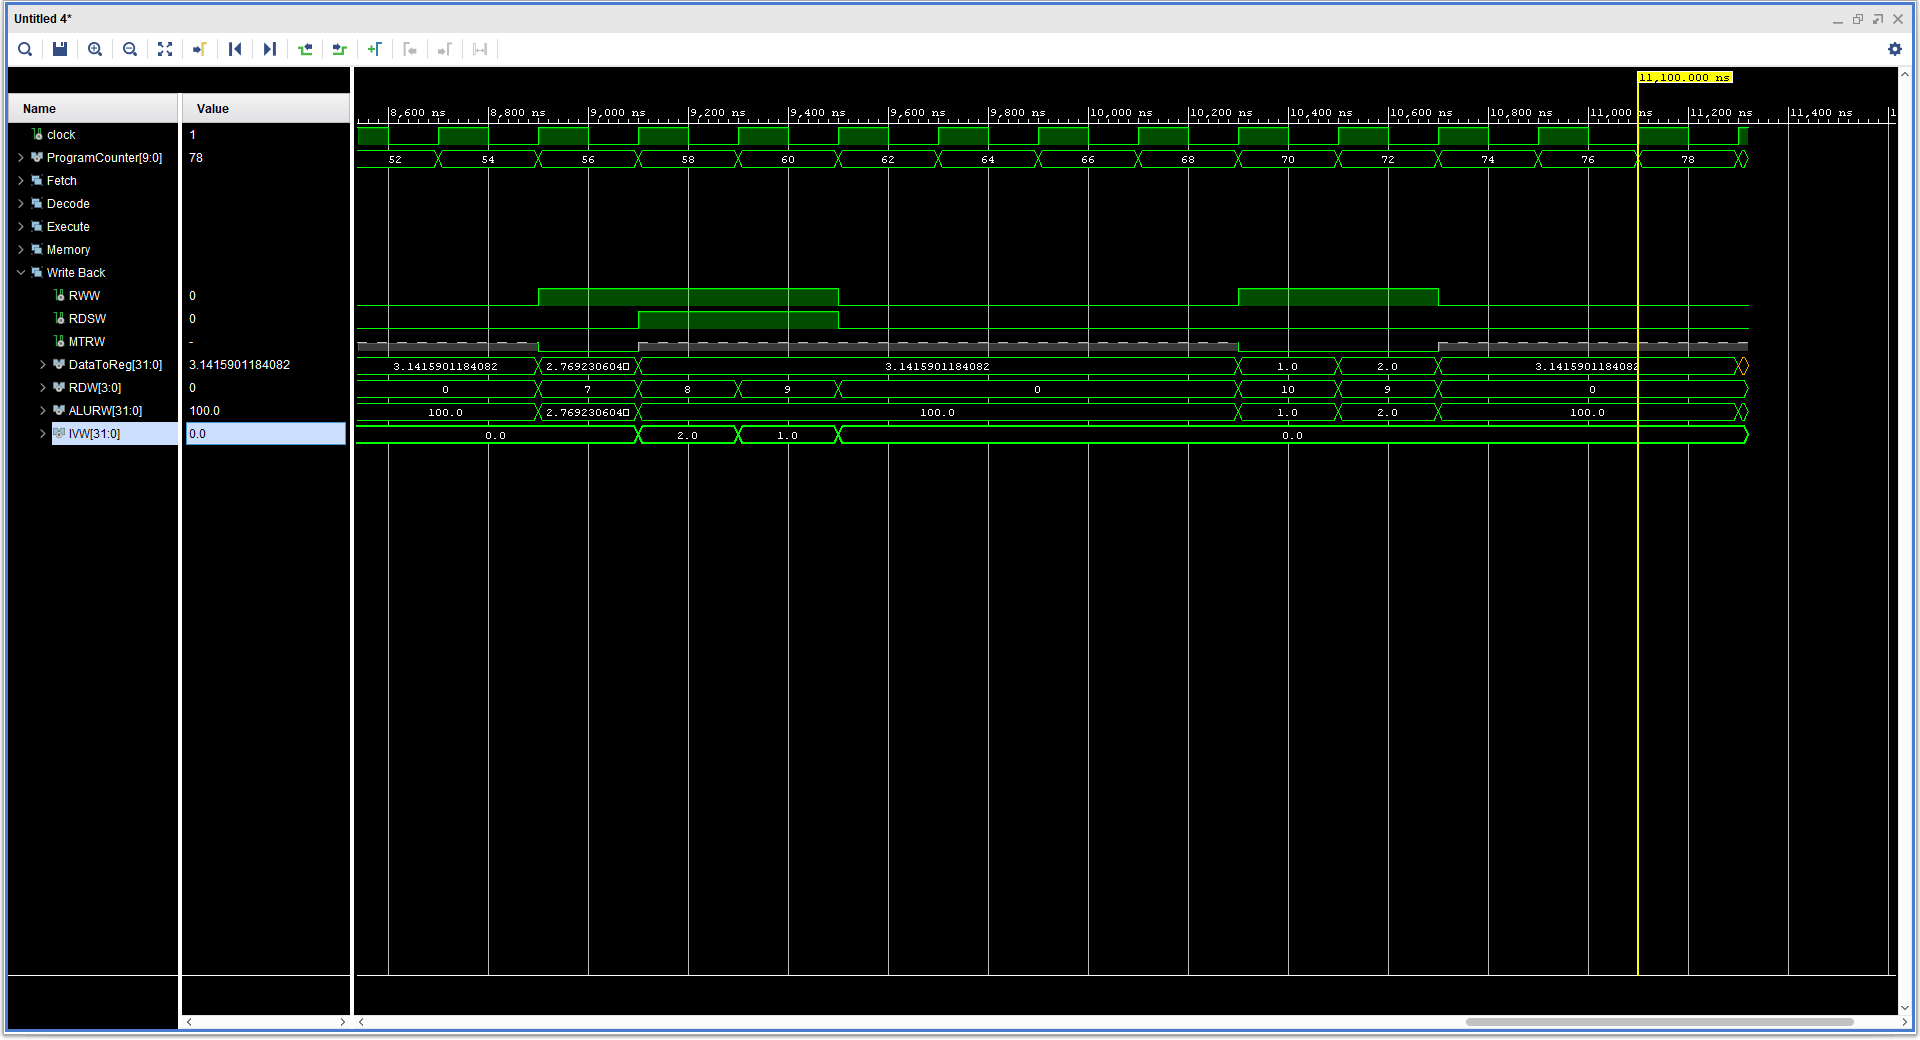 Untitled 4*
11,100.000 ns
Name Value
8,600 ns 8,800 ns 9,000 ns 9,200 ns 9,400 ns 9,600 ns 9,800 ns 10,000 ns 10,200 ns 10,400 ns 10,600 ns 10,800 ns 11,000 ns 11,200 ns 11,400 ns 1
clock 1
ProgramCounter[9:0] 78 52 54 56 58 60 62 64 66 68 70 72 74 76 78
Fetch
Decode
Execute
Memory
Write Back
RWW 0
RDSW 0
MTRW -
DataToReg[31:0] 3.1415901184082 3.1415901184082 2.769230604 3.1415901184082 1.0 2.0 3.1415901184082
RDW[3:0] 0 0 7 8 9 0 10 9 0
ALURW[31:0] 100.0 100.0 2.769230604 100.0 1.0 2.0 100.0
IVW[31:0] 0.0 0.0 2.0 1.0 0.0